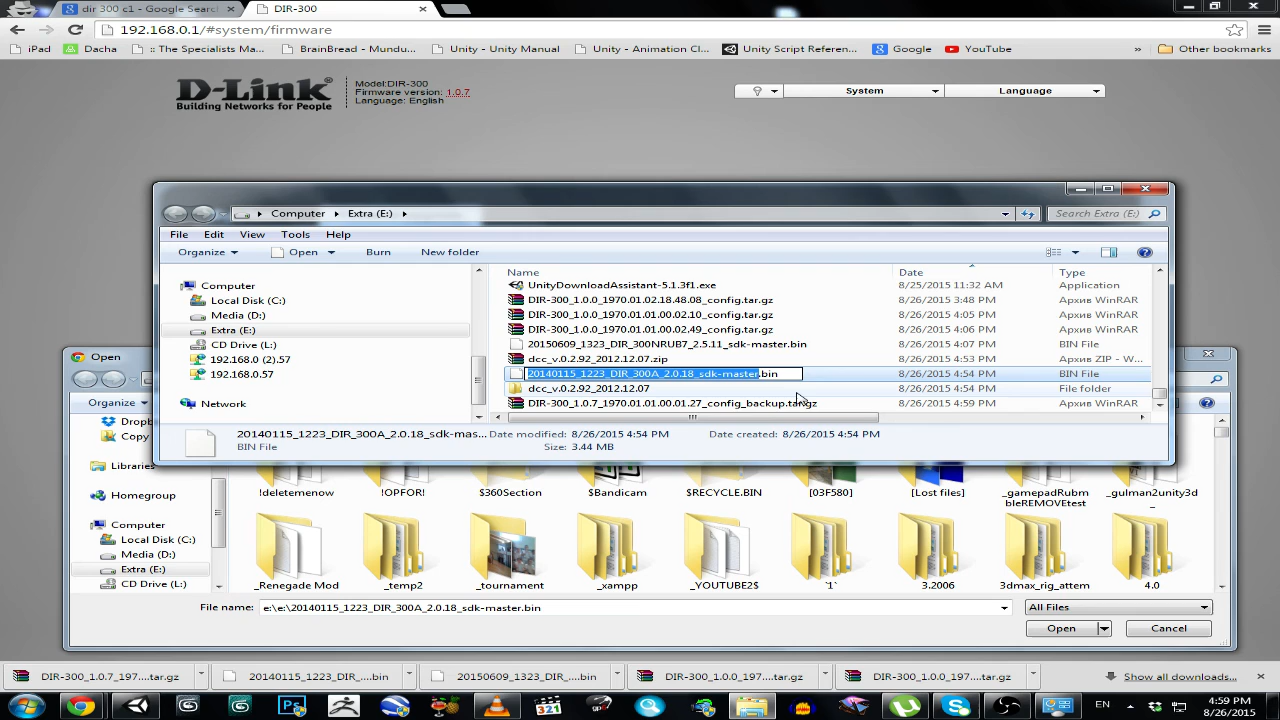 dir 300 c1 - Google Searc
DIR-300
192.168.0.1/#system/firmware
iPad
Dacha
:: The Specialists Ma...
BrainBread - Mundu...
Unity - Unity Manual
Unity - Animation Cl...
UnityScript Referen...
Google
YouTube
»
Other bookmarks
D-Link
Building Networks for People
Model:DIR-300
Firmware version: 1.0.7
Language: English
System
Language
Computer
Extra (E:)
Search Extra (E:)
File
Edit
View
Tools
Help
Organize
Open
Burn
New folder
Computer
Local Disk (C:)
Media (D:)
Extra (E:)
CD Drive (L:)
192.168.0 (2).57
192.168.0.57
Network
Name
Date
Type
UnityDownloadAssistant-5.1.3f1.exe 8/25/2015 11:32 AM Application
DIR-300_1.0.0_1970.01.02.18.48.08_config.tar.gz 8/26/2015 3:48 PM Архив WinRAR
DIR-300_1.0.0_1970.01.01.00.02.10_config.tar.gz 8/26/2015 4:05 PM Архив WinRAR
DIR-300_1.0.0_1970.01.01.00.02.49_config.tar.gz 8/26/2015 4:06 PM Архив WinRAR
20150609_1323_DIR_300NRUB7_2.5.11_sdk-master.bin 8/26/2015 4:07 PM BIN File
dcc_v.0.2.92_2012.12.07.zip 8/26/2015 4:53 PM Архив ZIP - W...
20140115_1223_DIR_300A_2.0.18_sdk-master.bin 8/26/2015 4:54 PM BIN File
dcc_v.0.2.92_2012.12.07 8/26/2015 4:54 PM File folder
DIR-300_1.0.7_1970.01.01.00.01.27_config_backup.tar.gz 8/26/2015 4:59 PM Архив WinRAR
20140115_1223_DIR_300A_2.0.18_sdk-mas... Date modified: 8/26/2015 4:54 PM Date created: 8/26/2015 4:54 PM
BIN File Size: 3.44 MB
Open
Organize
Dropb
Copy
Libraries
Homegroup
Computer
Local Disk (C:)
Media (D:)
Extra (E:)
CD Drive (L:)
!deletemenow
!OPFOR!
$360Section
$Bandicam
$RECYCLE.BIN
[03F580]
[Lost files]
_gamepadRubm
bleREMOVEtest
_gulman2unity3d
_
_Renegade Mod
_temp2
_tournament
_xampp
_YOUTUBE2$
`1`
3.2006
3dmax_rig_attem
4.0
File name: e:\e\20140115_1223_DIR_300A_2.0.18_sdk-master.bin
All Files
Open
Cancel
DIR-300_1.0.7_197....tar.gz
20140115_1223_DIR_....bin
20150609_1323_DIR_....bin
DIR-300_1.0.0_197....tar.gz
DIR-300_1.0.0_197....tar.gz
Show all downloads...
321
EN
4:59 PM
8/26/2015